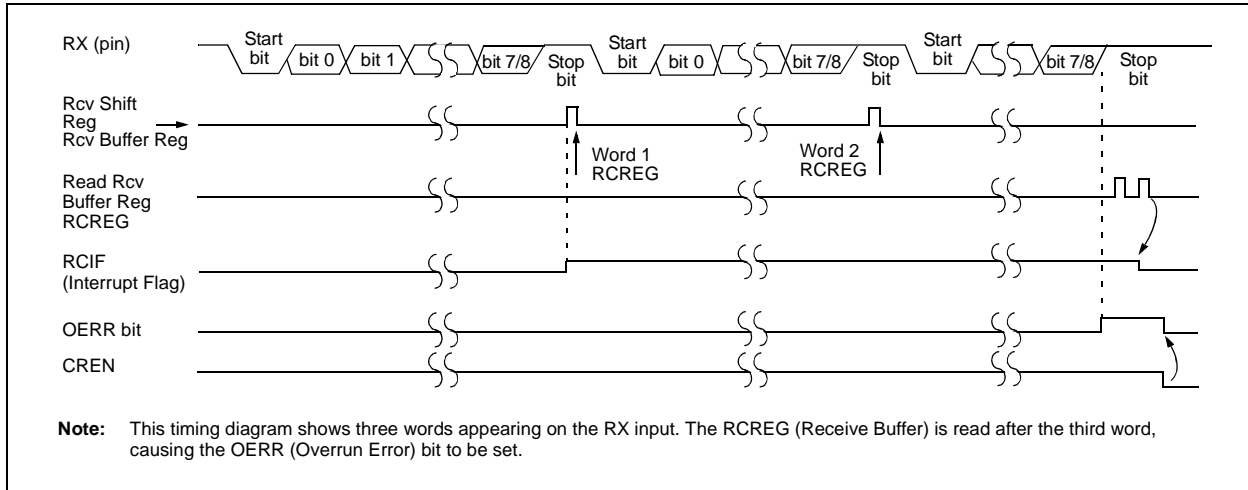 RX (pin)
Start
bit
bit 0
bit 1
bit 7/8
Stop
bit
Start
bit
bit 0
bit 7/8
Stop
bit
Start
bit
bit 7/8
Stop
bit
Rcv Shift
Reg
Rcv Buffer Reg
Word 1
RCREG
Word 2
RCREG
Read Rcv
Buffer Reg
RCREG
RCIF
(Interrupt Flag)
OERR bit
CREN
Note: This timing diagram shows three words appearing on the RX input. The RCREG (Receive Buffer) is read after the third word,
causing the OERR (Overrun Error) bit to be set.